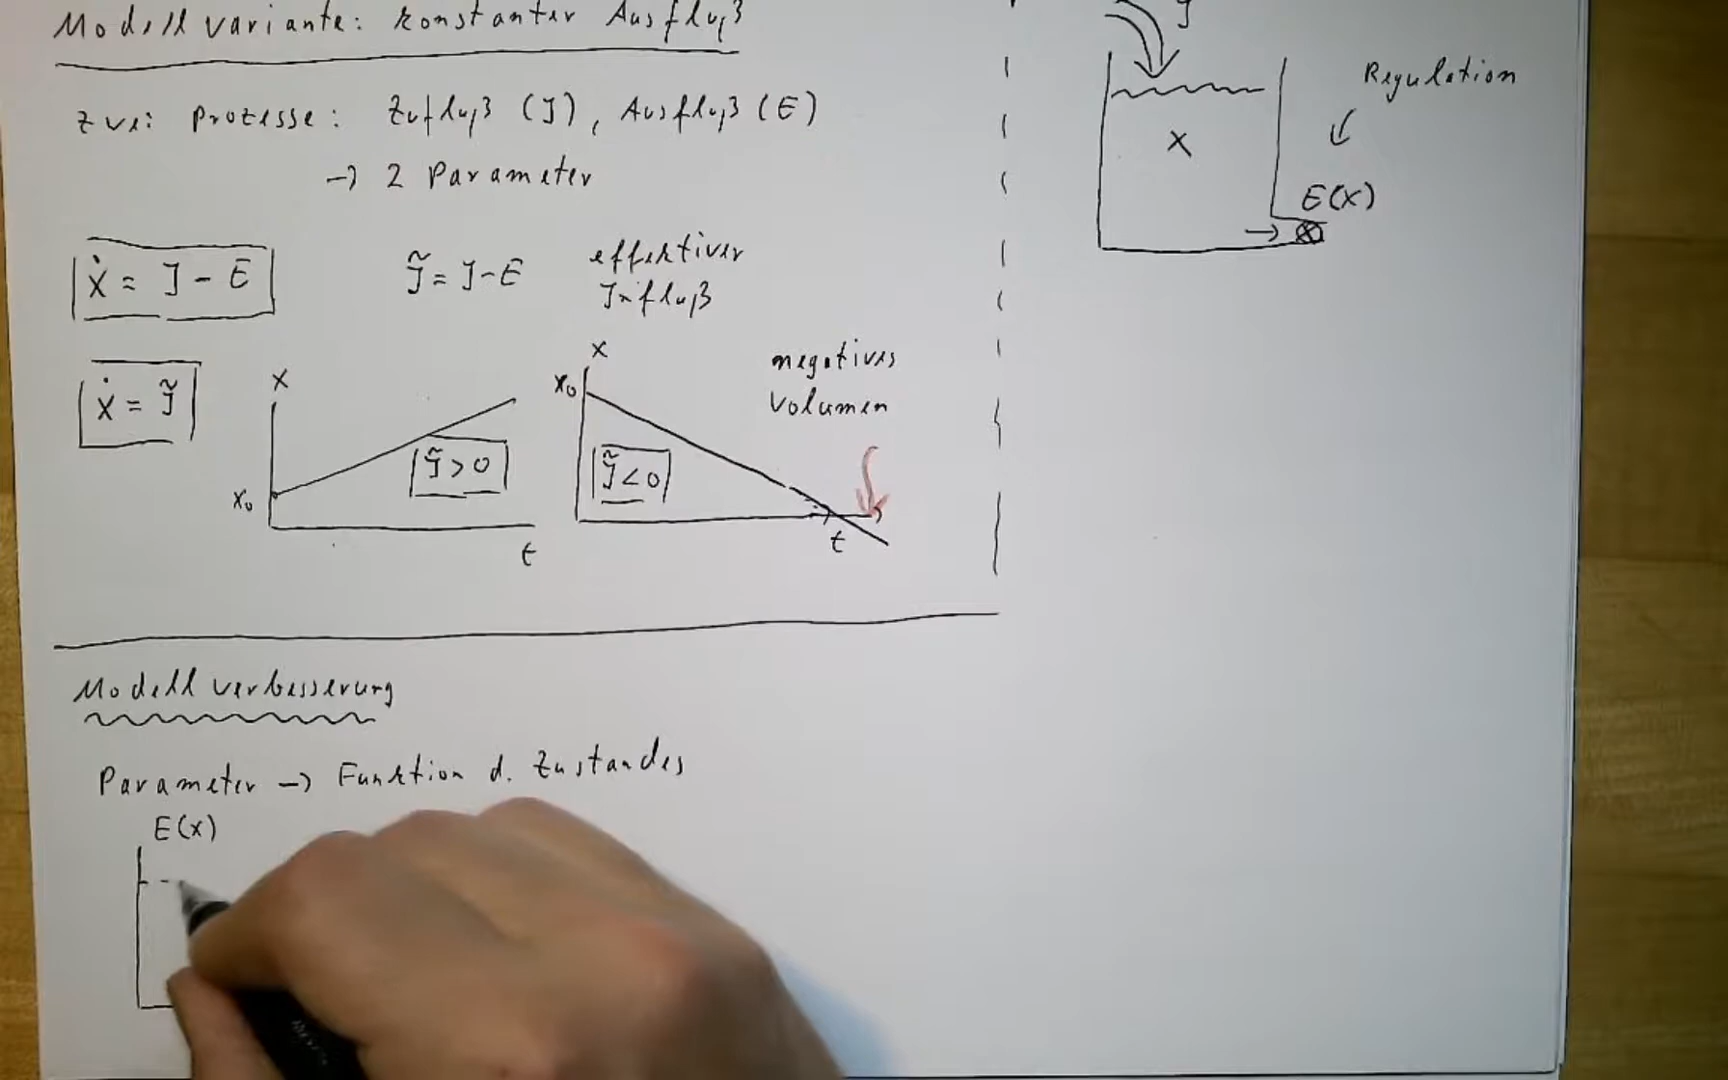 Modellvariante: konstanter Ausfluß
zwei Prozesse: Zufluß (J), Ausfluß (E)
→ 2 Parameter
ẋ = J - E
J̃ = J - E
effektiver
Influß
ẋ = J̃
x
x₀
J̃ > 0
t
x
x₀
J̃ < 0
t
negatives
Volumen
J
Regulation
x
E(x)
→ ⊗
Modellverbesserung
Parameter → Funktion d. Zustandes
E(x)